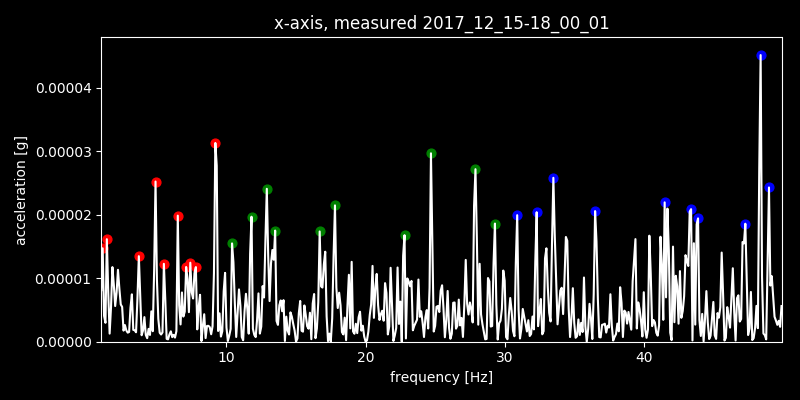 x-axis, measured 2017_12_15-18_00_01
0.00004
0.00003
0.00002
0.00001
0.00000
acceleration [g]
10 20 30 40
frequency [Hz]